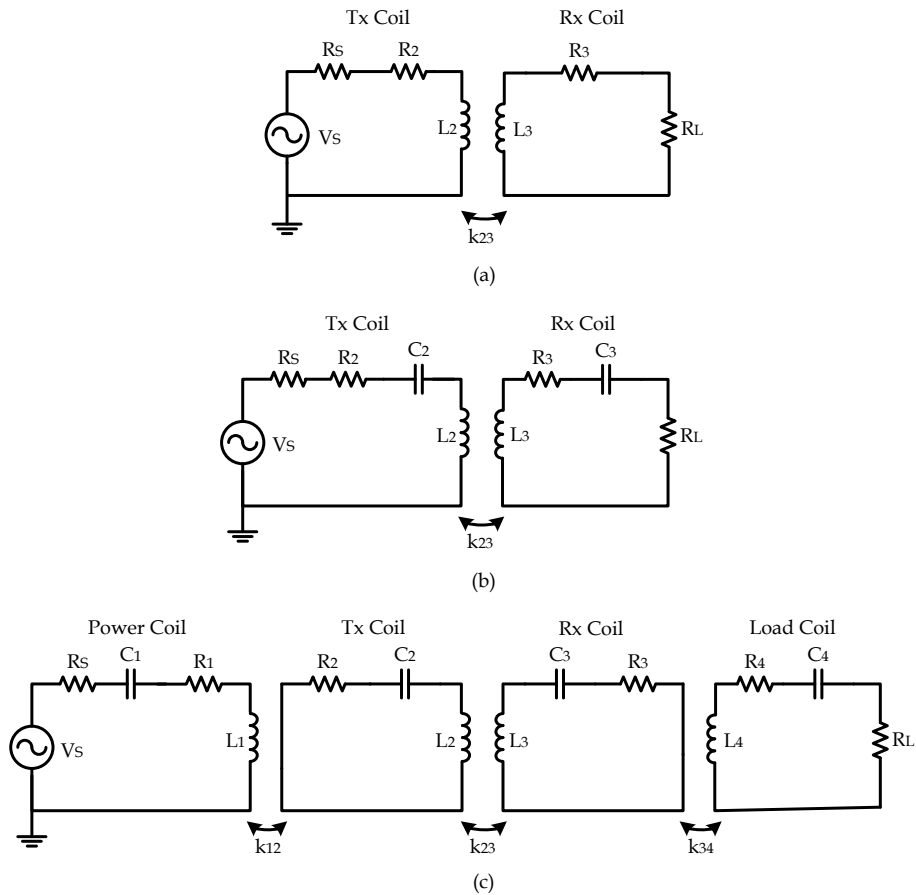 Tx Coil Rx Coil
RS R2 R3
VS L2 L3 RL
k23
(a)
Tx Coil Rx Coil
RS R2 C2 R3 C3
VS L2 L3 RL
k23
(b)
Power Coil Tx Coil Rx Coil Load Coil
RS C1 R1 R2 C2 C3 R3 R4 C4
VS L1 L2 L3 L4 RL
k12 k23 k34
(c)